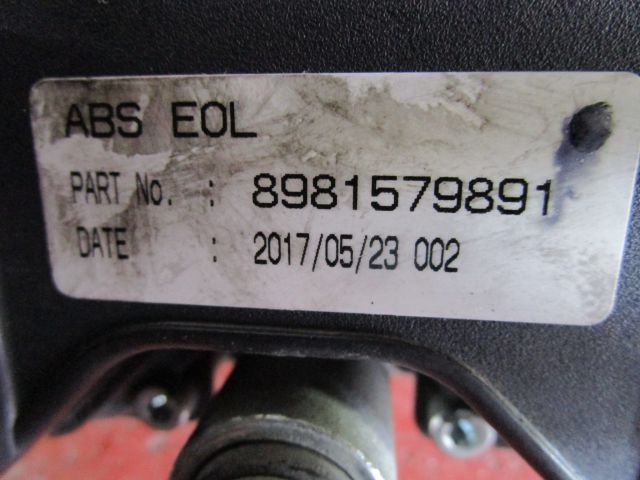 ABS EOL
PART No. : 8981579891
DATE : 2017/05/23 002